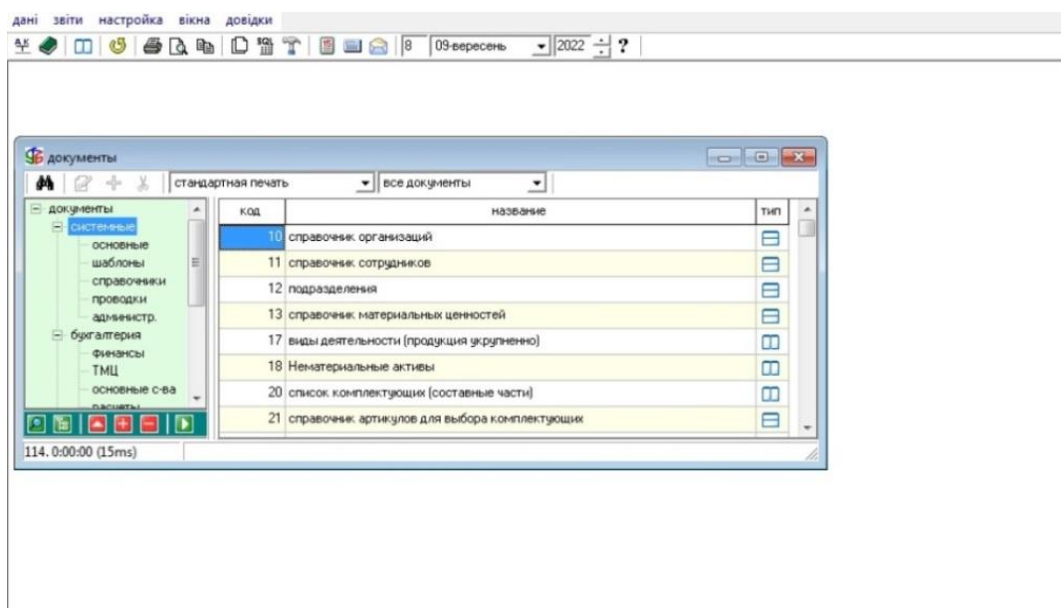 дані звіти настройка вікна довідки
SQL 8 09-вересень 2022 ?
документы
стандартная печать все документы
документы
системные
основные
шаблоны
справочники
проводки
администр.
бухгалтерия
финансы
ТМЦ
основные с-ва
расчеты
код название тип
10 справочник организаций
11 справочник сотрудников
12 подразделения
13 справочник материальных ценностей
17 виды деятельности (продукция укрупненно)
18 Нематериальные активы
20 список комплектующих (составные части)
21 справочник артикулов для выбора комплектующих
114. 0:00:00 (15ms)